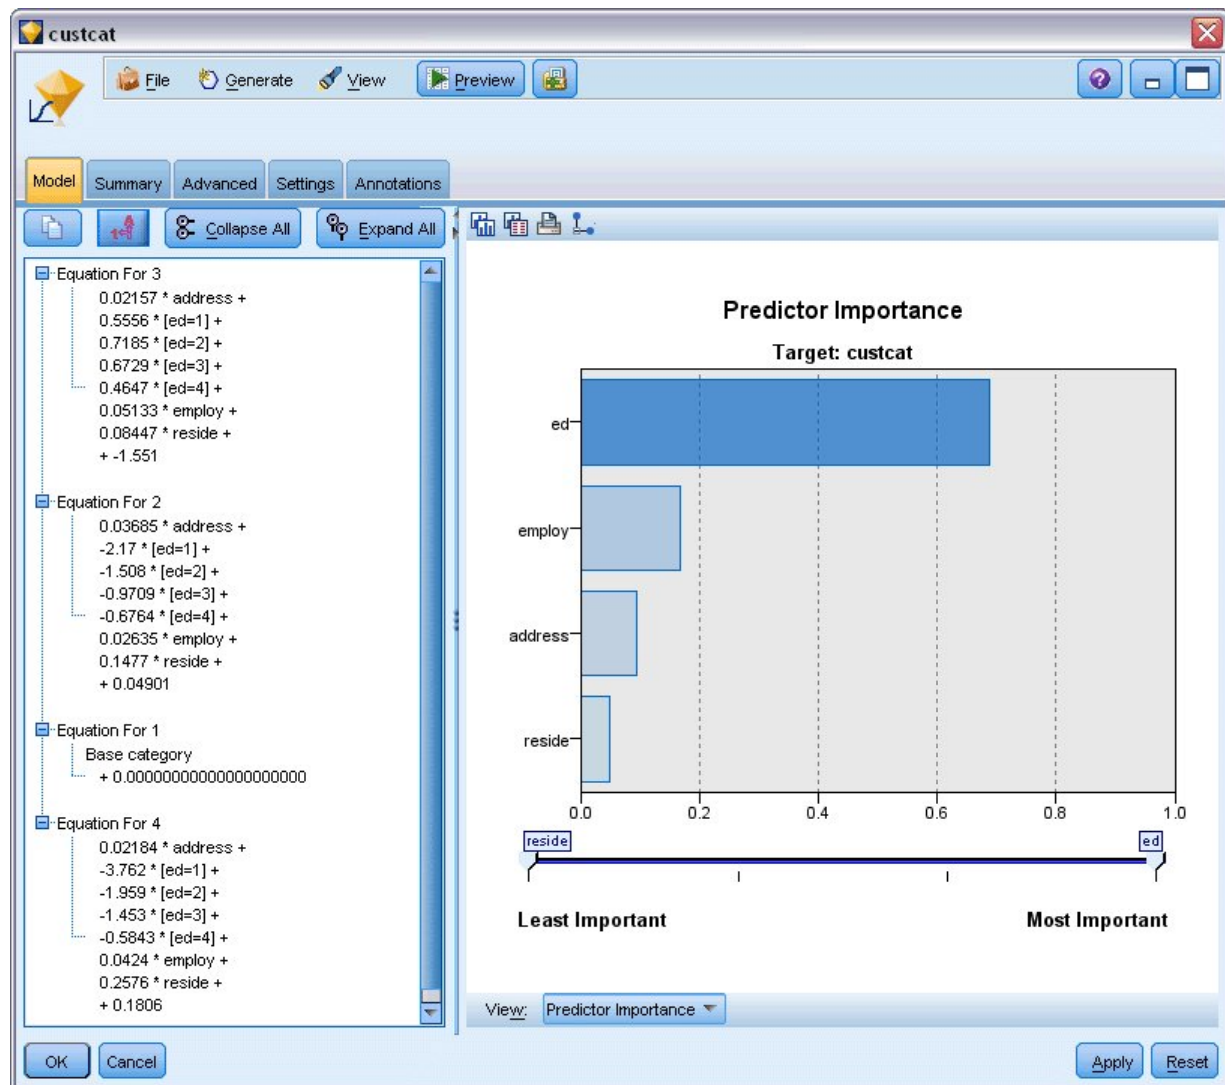 custcat
File Generate View Preview
Model Summary Advanced Settings Annotations
Collapse All Expand All
Equation For 3
0.02157 * address +
0.5556 * [ed=1] +
0.7185 * [ed=2] +
0.6729 * [ed=3] +
0.4647 * [ed=4] +
0.05133 * employ +
0.08447 * reside +
+ -1.551
Equation For 2
0.03685 * address +
-2.17 * [ed=1] +
-1.508 * [ed=2] +
-0.9709 * [ed=3] +
-0.6764 * [ed=4] +
0.02635 * employ +
0.1477 * reside +
+ 0.04901
Equation For 1
Base category
+ 0.00000000000000000000
Equation For 4
0.02184 * address +
-3.762 * [ed=1] +
-1.959 * [ed=2] +
-1.453 * [ed=3] +
-0.5843 * [ed=4] +
0.0424 * employ +
0.2576 * reside +
+ 0.1806
Predictor Importance
Target: custcat
ed
employ
address
reside
0.0 0.2 0.4 0.6 0.8 1.0
reside ed
Least Important Most Important
View: Predictor Importance
OK Cancel Apply Reset